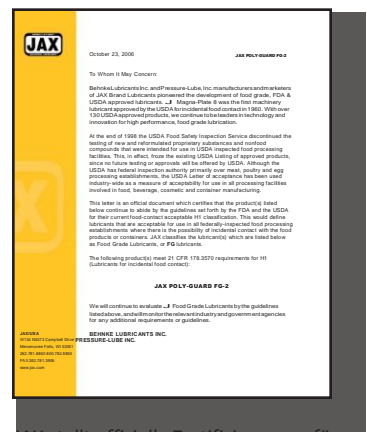 JAX
October 23, 2006
JAX POLY-GUARD FG-2
To Whom It May Concern:
Behnke Lubricants Inc. and Pressure-Lube, Inc. manufacturers and marketers
of JAX Brand Lubricants pioneered the development of food grade, FDA &
USDA approved lubricants. Magna-Plate 8 was the first machinery
lubricant approved by the USDA for incidental food contact in 1960. With over
130 USDA approved products, we continue to be leaders in technology and
innovation for high performance, food grade lubrication.
At the end of 1998 the USDA Food Safety Inspection Service discontinued the
testing of new and reformulated proprietary substances and nonfood
compounds that were intended for use in USDA inspected food processing
facilities. This, in effect, froze the existing USDA Listing of approved products,
since no future testing or approvals will be offered by USDA. Although the
USDA has federal inspection authority primarily over meat, poultry and egg
processing establishments, the USDA Letter of acceptance has been used
industry-wide as a measure of acceptability for use in all processing facilities
involved in food, beverage, cosmetic and container manufacturing.
This letter is an official document which certifies that the product(s) listed
below continue to abide by the guidelines set forth by the FDA and the USDA
for their current-food-contact acceptable H1 classification. This would define
lubricants that are acceptable for use in all federally-inspected food processing
establishments where there is the possibility of incidental contact with the food
products or containers. JAX classifies the lubricant(s) which are listed below
as Food Grade Lubricants, or FG lubricants.
The following product(s) meet 21 CFR 178.3570 requirements for H1
(Lubricants for incidental food contact):
JAX POLY-GUARD FG-2
We will continue to evaluate Food Grade Lubricants by the guidelines
listed above, and will monitor the relevant industry and government agencies
for any additional requirements or guidelines.
BEHNKE LUBRICANTS INC.
PRESSURE-LUBE INC.
JAX USA
Campbell Drive
Menomonee Falls, WI 53051
www.jax.com